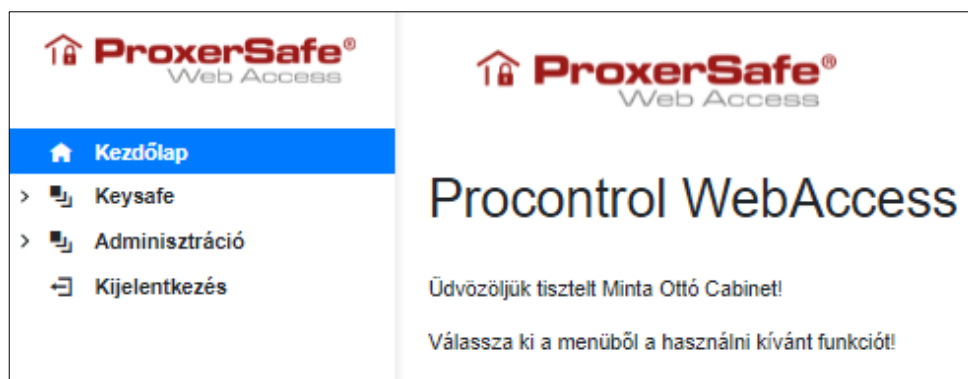 ProxerSafe®
Web Access
Kezdőlap
Keysafe
Adminisztráció
Kijelentkezés
ProxerSafe®
Web Access
Procontrol WebAccess
Üdvözöljük tisztelt Minta Ottó Cabinet!
Válassza ki a menüből a használni kívánt funkciót!